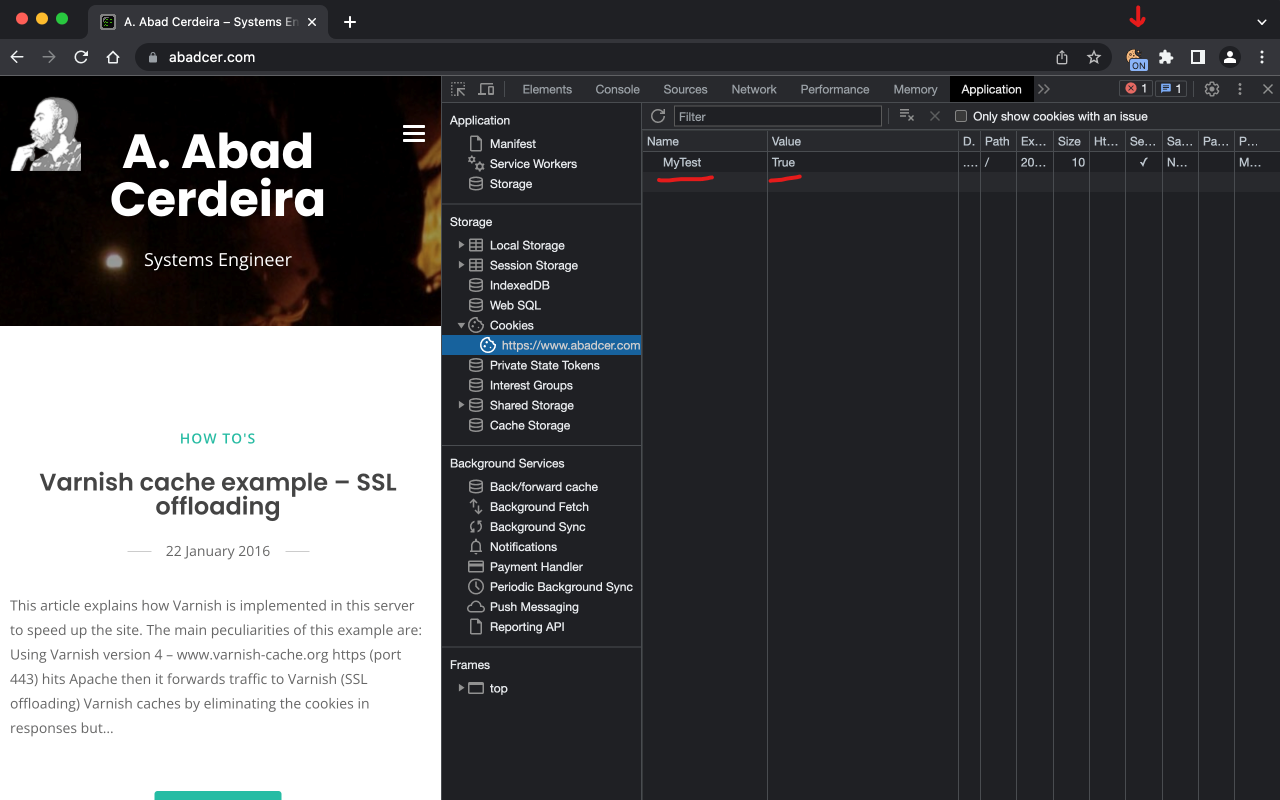 A. Abad Cerdeira – Systems En
abadcer.com
ON
A. Abad
Cerdeira
Systems Engineer
HOW TO'S
Varnish cache example – SSL
offloading
22 January 2016
This article explains how Varnish is implemented in this server
to speed up the site. The main peculiarities of this example are:
Using Varnish version 4 – www.varnish-cache.org https (port
443) hits Apache then it forwards traffic to Varnish (SSL
offloading) Varnish caches by eliminating the cookies in
responses but...
Elements Console Sources Network Performance Memory Application 1 1
Application
Manifest
Service Workers
Storage
Storage
Local Storage
Session Storage
IndexedDB
Web SQL
Cookies
https://www.abadcer.com
Private State Tokens
Interest Groups
Shared Storage
Cache Storage
Background Services
Back/forward cache
Background Fetch
Background Sync
Notifications
Payment Handler
Periodic Background Sync
Push Messaging
Reporting API
Frames
top
Filter Only show cookies with an issue
Name Value D. Path Ex... Size Ht... Se... Sa... Pa... P...
MyTest True .... / 20... 10 ✓ N... M...